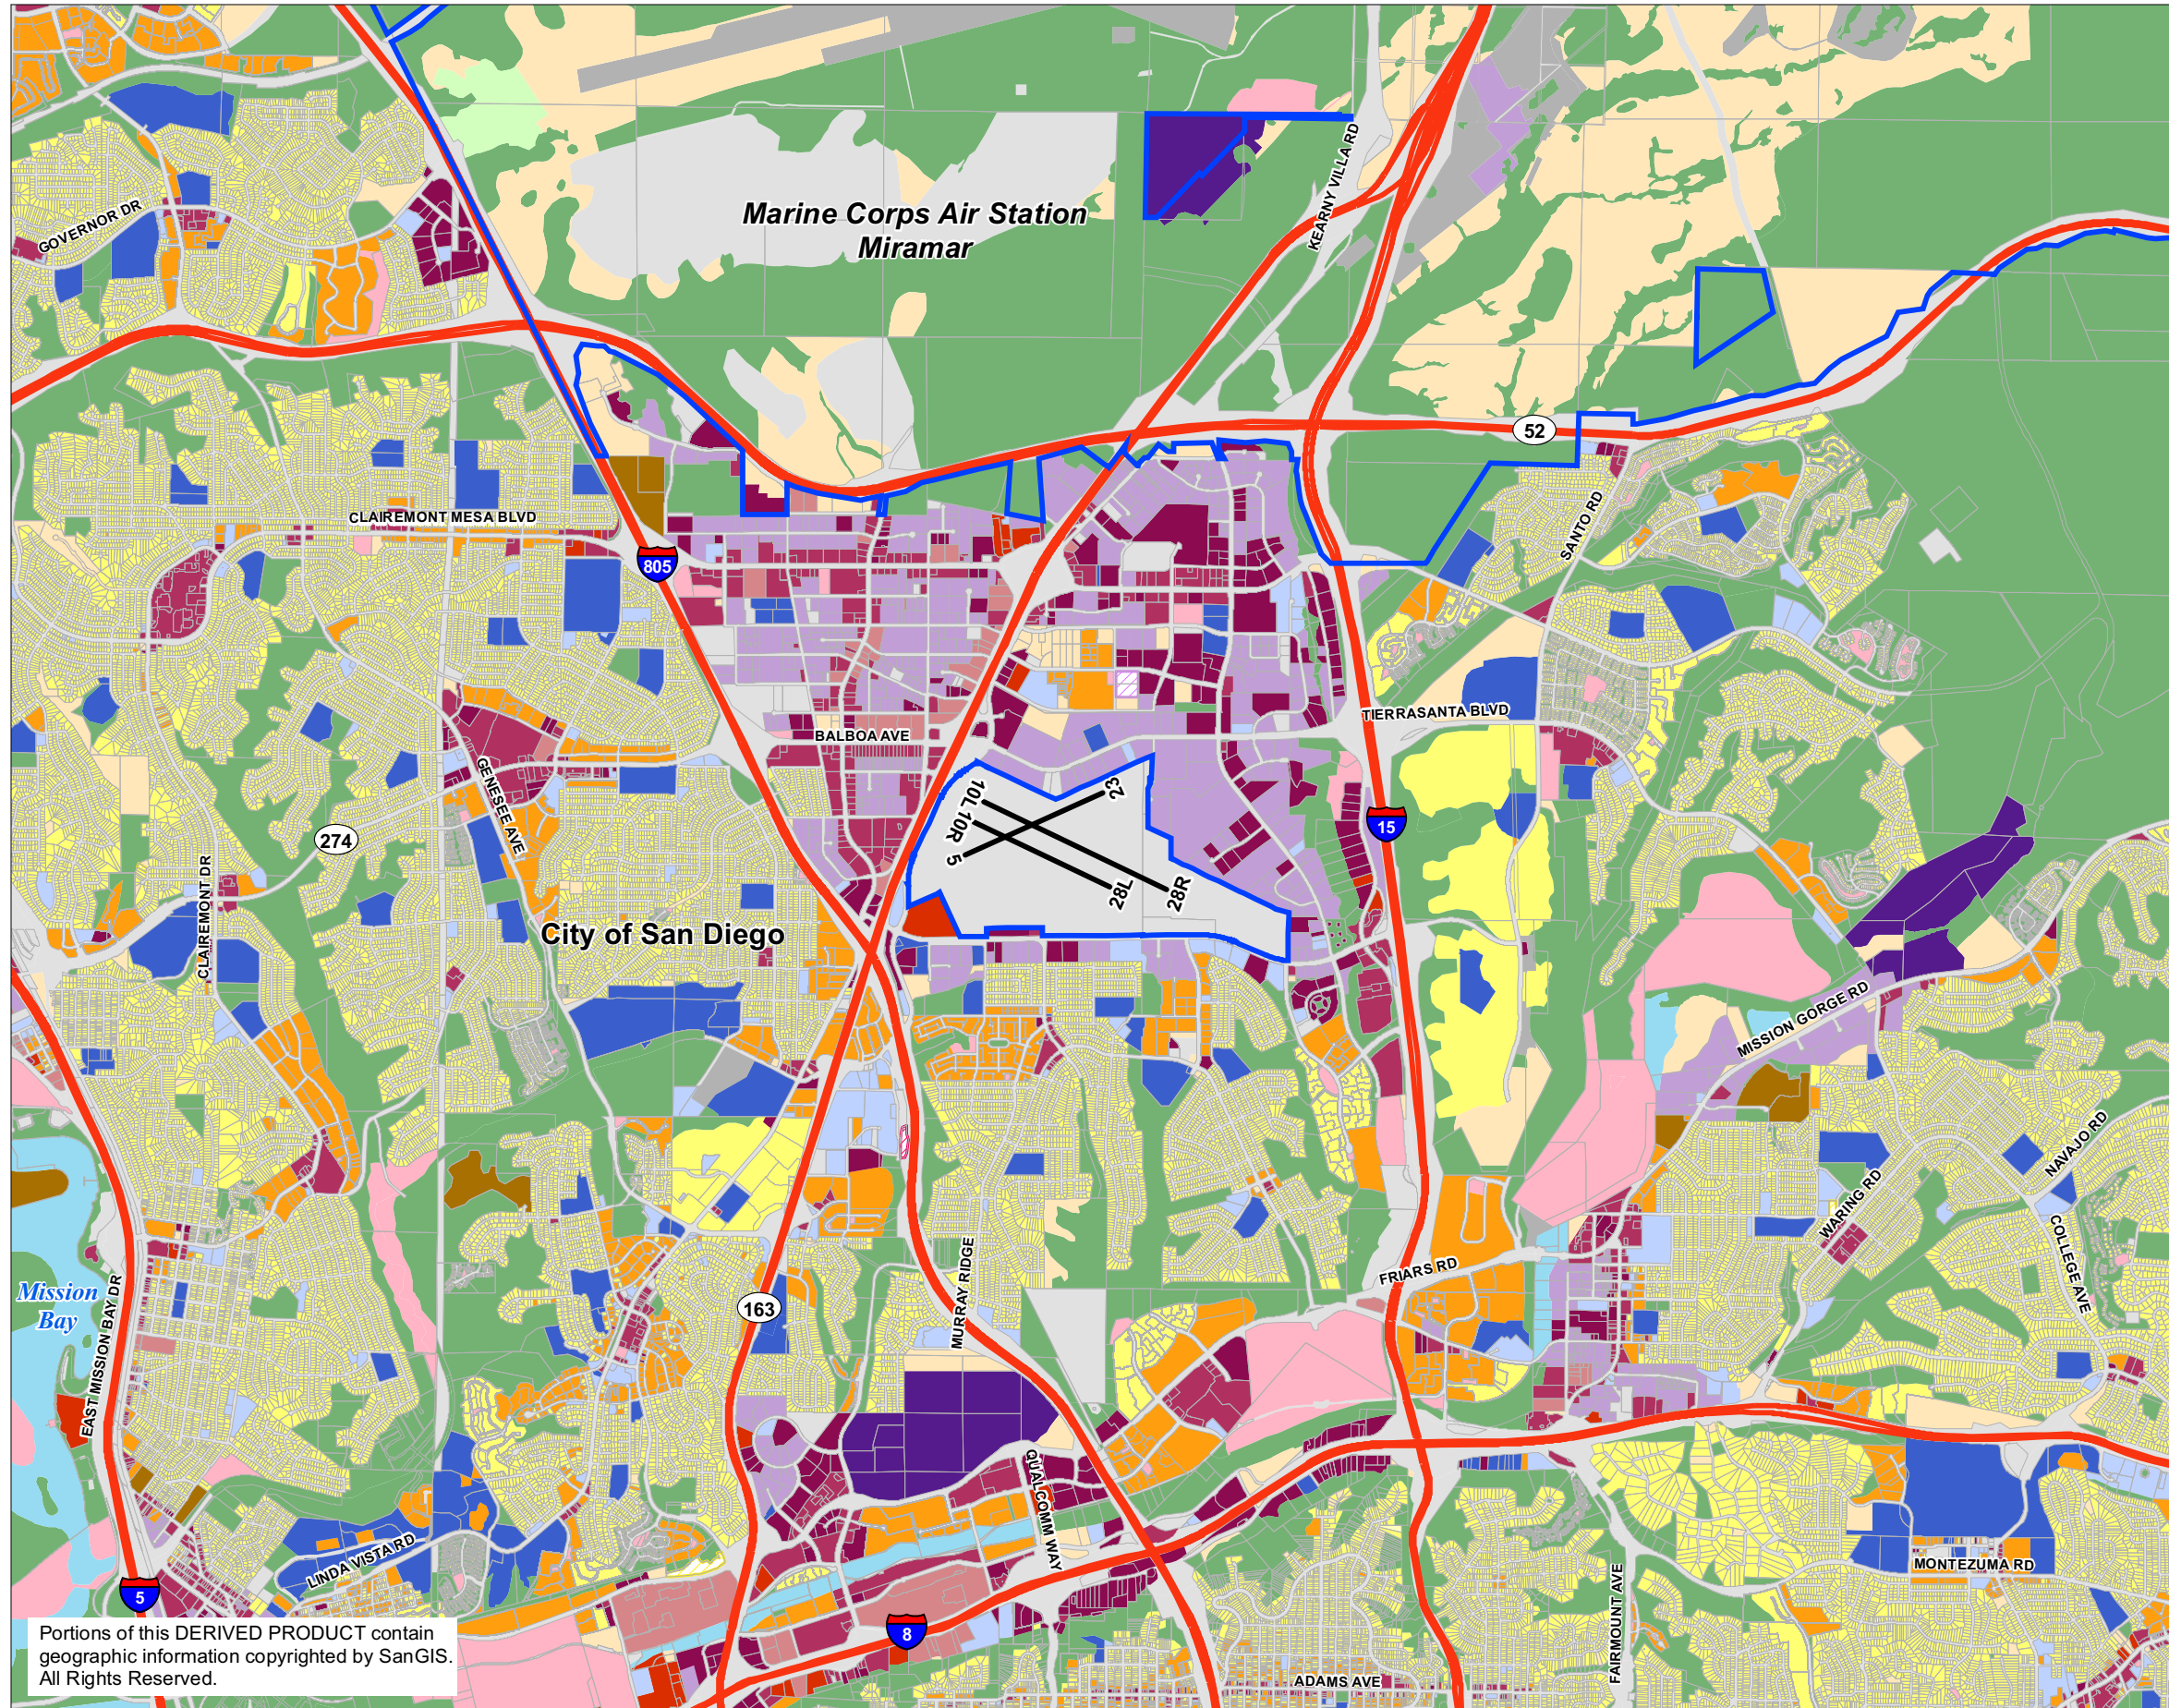 Marine Corps Air Station
Miramar
KEARNY VILLA RD
GOVERNOR DR
52
CLAIREMONT MESA BLVD
805
SANTO RD
TIERRASANTA BLVD
BALBOA AVE
GENESEE AVE
274
CLAIREMONT DR
10L
10R
5
23
28L
28R
15
City of San Diego
MISSION GORGE RD
NAVAJO RD
WARING RD
COLLEGE AVE
FRIARS RD
MURRAY RIDGE
163
Mission
Bay
EAST MISSION BAY DR
QUALCOMM WAY
LINDA VISTA RD
MONTEZUMA RD
FAIRMOUNT AVE
5
8
ADAMS AVE
Portions of this DERIVED PRODUCT contain
geographic information copyrighted by SanGIS.
All Rights Reserved.